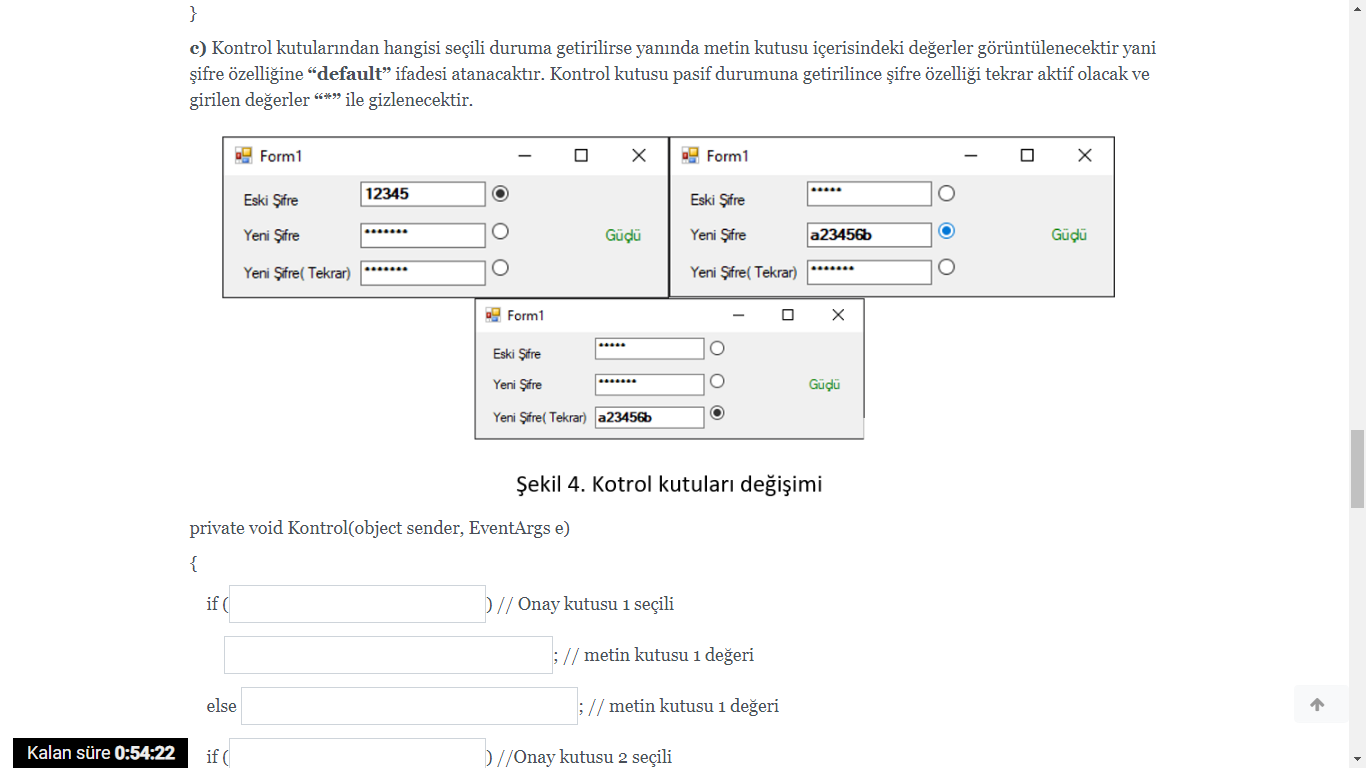 }
c) Kontrol kutularından hangisi seçili duruma getirilirse yanında metin kutusu içerisindeki değerler görüntülenecektir yani
şifre özelliğine “default” ifadesi atanacaktır. Kontrol kutusu pasif durumuna getirilince şifre özelliği tekrar aktif olacak ve
girilen değerler “*” ile gizlenecektir.
Form1
Eski Şifre 12345
Yeni Şifre ******* Güçlü
Yeni Şifre( Tekrar) *******
Form1
Eski Şifre *****
Yeni Şifre a23456b Güçlü
Yeni Şifre( Tekrar) *******
Form1
Eski Şifre *****
Yeni Şifre ******* Güçlü
Yeni Şifre( Tekrar) a23456b
Şekil 4. Kotrol kutuları değişimi
private void Kontrol(object sender, EventArgs e)
{
if ( ) // Onay kutusu 1 seçili
; // metin kutusu 1 değeri
else ; // metin kutusu 1 değeri
if ( ) //Onay kutusu 2 seçili
Kalan süre 0:54:22